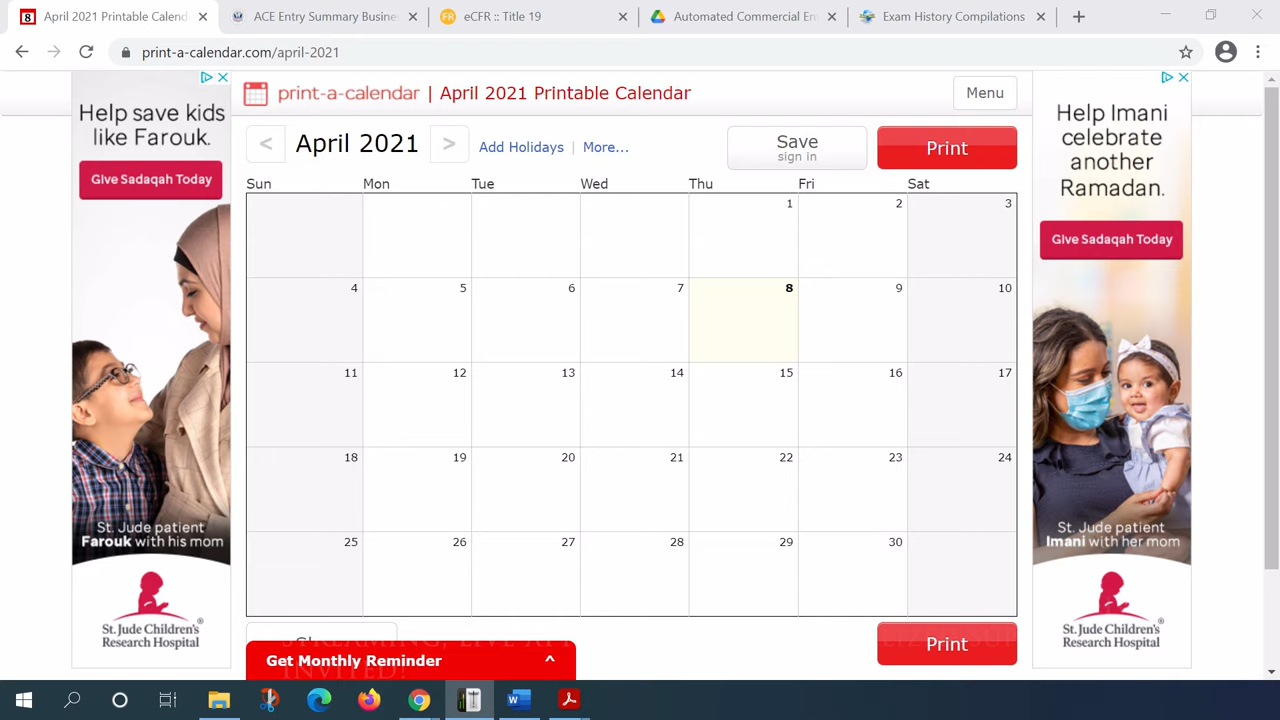 April 2021 Printable Calend
ACE Entry Summary Busine
eCFR :: Title 19
Automated Commercial En
Exam History Compilations
print-a-calendar.com/april-2021
Help save kids
like Farouk.
Give Sadaqah Today
St. Jude patient
Farouk with his mom
St. Jude Children's
Research Hospital
print-a-calendar | April 2021 Printable Calendar
Menu
< April 2021 >
Add Holidays | More...
Save
sign in
Print
Sun Mon Tue Wed Thu Fri Sat
1 2 3
4 5 6 7 8 9 10
11 12 13 14 15 16 17
18 19 20 21 22 23 24
25 26 27 28 29 30
STREAMING, LIVE
INVITED!
Get Monthly Reminder ^
Print
Help Imani
celebrate
another
Ramadan.
Give Sadaqah Today
St. Jude patient
Imani with her mom
St. Jude Children's
Research Hospital